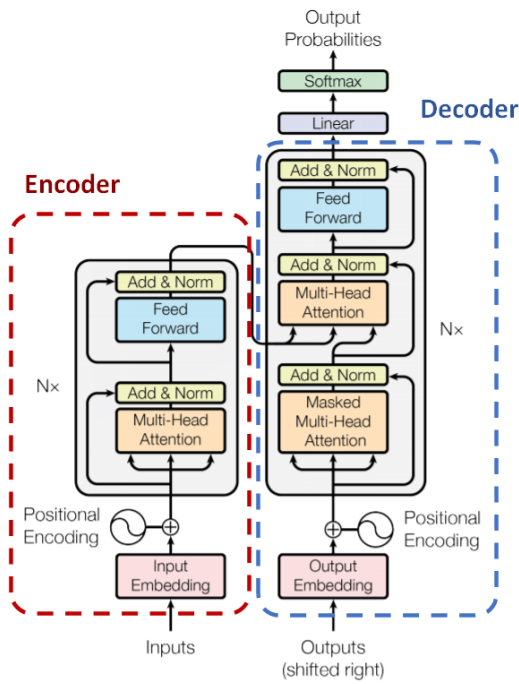 Output
Probabilities
Softmax
Linear
Decoder
Add & Norm
Feed
Forward
Add & Norm
Multi-Head
Attention
Nx
Add & Norm
Masked
Multi-Head
Attention
Positional
Encoding
Output
Embedding
Outputs
(shifted right)
Encoder
Add & Norm
Feed
Forward
Nx
Add & Norm
Multi-Head
Attention
Positional
Encoding
Input
Embedding
Inputs